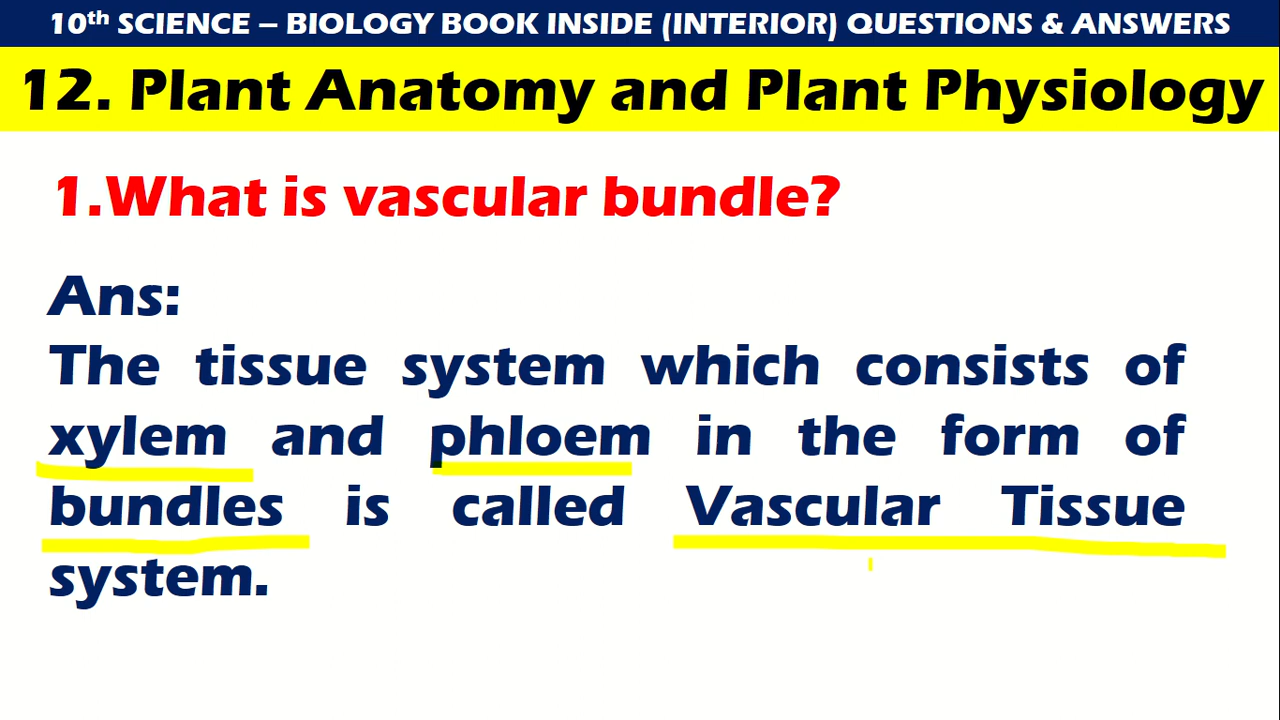 10th SCIENCE – BIOLOGY BOOK INSIDE (INTERIOR) QUESTIONS & ANSWERS
12. Plant Anatomy and Plant Physiology
1.What is vascular bundle?
Ans:
The tissue system which consists of
xylem and phloem in the form of
bundles is called Vascular Tissue
system.